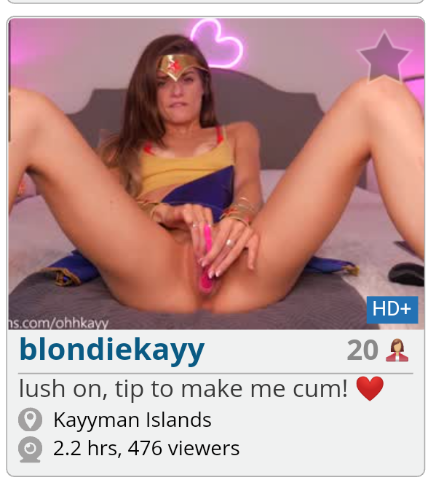 HD+
ns.com/ohhkayy
blondiekayy 20
lush on, tip to make me cum! ❤️
Kayyman Islands
2.2 hrs, 476 viewers